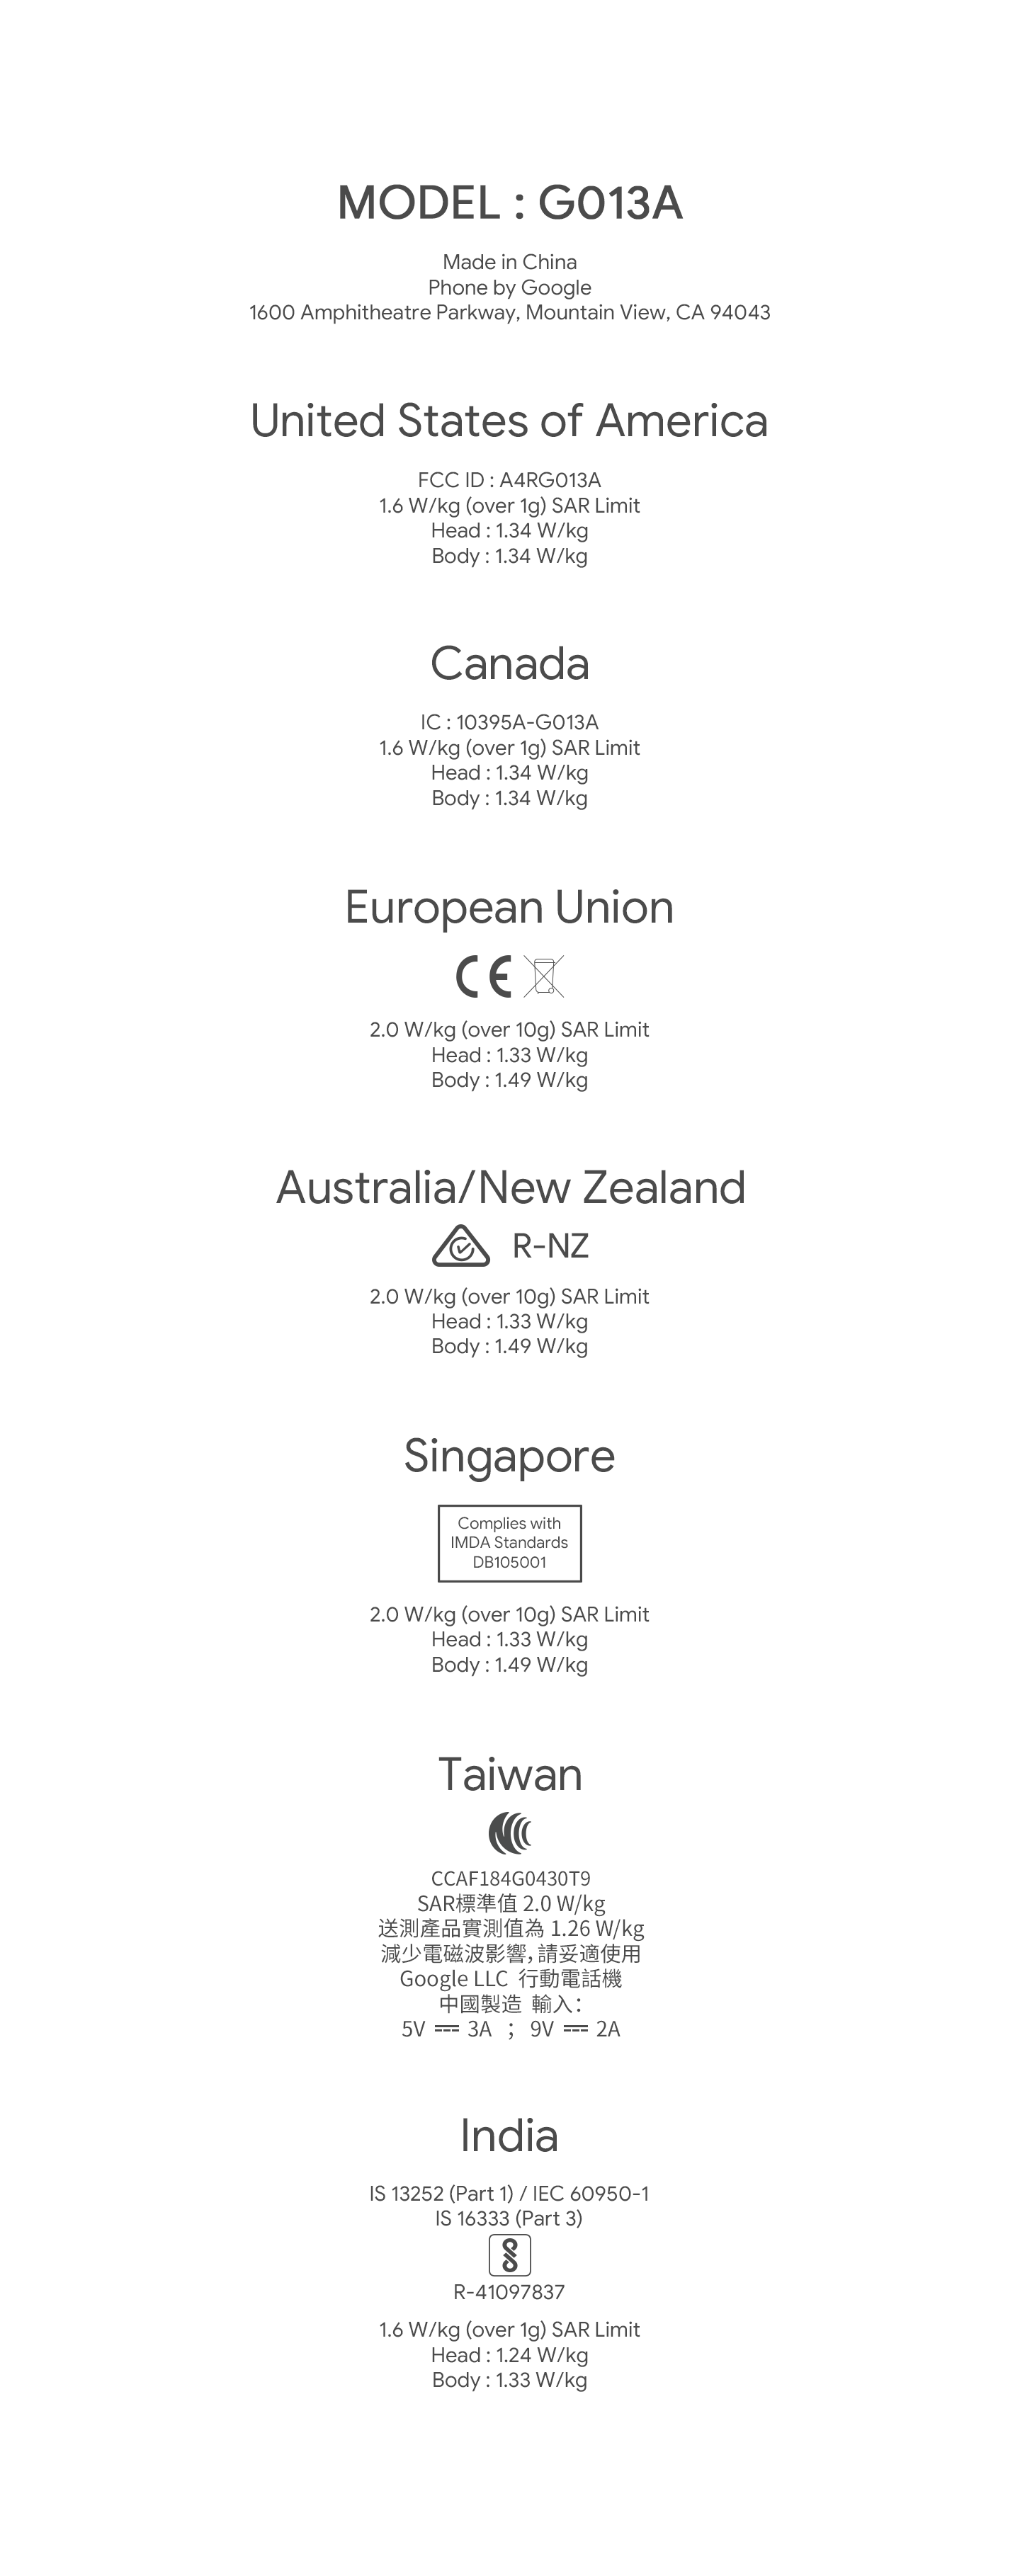 MODEL : G013A
Made in China
Phone by Google
1600 Amphitheatre Parkway, Mountain View, CA 94043
United States of America
FCC ID : A4RG013A
1.6 W/kg (over 1g) SAR Limit
Head : 1.34 W/kg
Body : 1.34 W/kg
Canada
IC : 10395A-G013A
1.6 W/kg (over 1g) SAR Limit
Head : 1.34 W/kg
Body : 1.34 W/kg
European Union
CE
2.0 W/kg (over 10g) SAR Limit
Head : 1.33 W/kg
Body : 1.49 W/kg
Australia/New Zealand
R-NZ
2.0 W/kg (over 10g) SAR Limit
Head : 1.33 W/kg
Body : 1.49 W/kg
Singapore
Complies with
IMDA Standards
DB105001
2.0 W/kg (over 10g) SAR Limit
Head : 1.33 W/kg
Body : 1.49 W/kg
Taiwan
CCAF184G0430T9
SAR標準值 2.0 W/kg
送測產品實測值為 1.26 W/kg
減少電磁波影響，請妥適使用
Google LLC 行動電話機
中國製造 輸入：
5V ⎓ 3A ； 9V ⎓ 2A
India
IS 13252 (Part 1) / IEC 60950-1
IS 16333 (Part 3)
R-41097837
1.6 W/kg (over 1g) SAR Limit
Head : 1.24 W/kg
Body : 1.33 W/kg